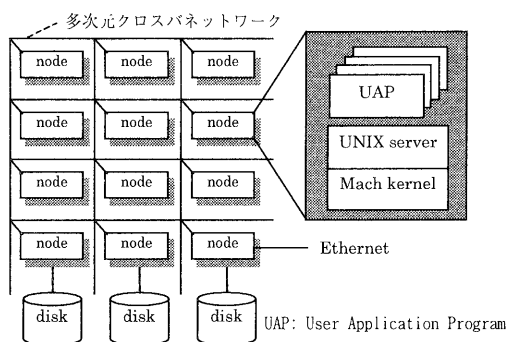 多次元クロスバネットワーク
node node node
node node node
node node node
node node node
UAP
UNIX server
Mach kernel
Ethernet
disk disk disk
UAP: User Application Program